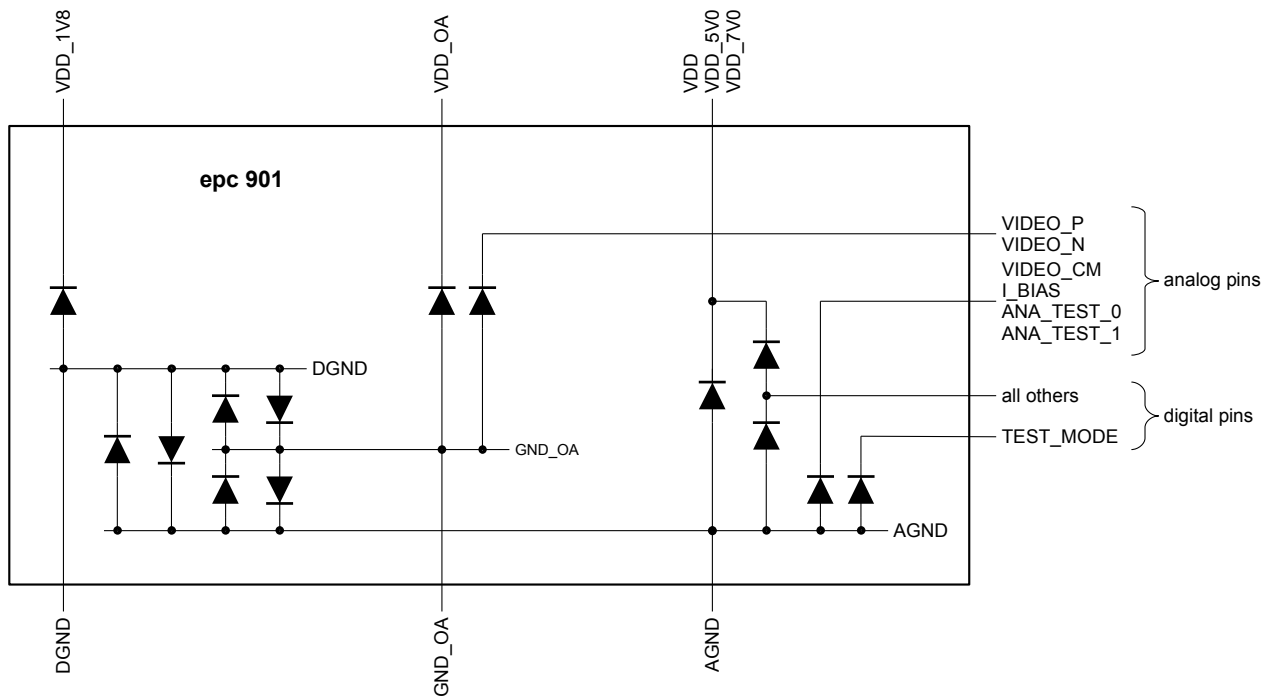 VDD_1V8
VDD_OA
VDD
VDD_5V0
VDD_7V0
epc 901
VIDEO_P
VIDEO_N
VIDEO_CM
I_BIAS
ANA_TEST_0
ANA_TEST_1
analog pins
DGND
all others
digital pins
TEST_MODE
GND_OA
AGND
DGND
GND_OA
AGND